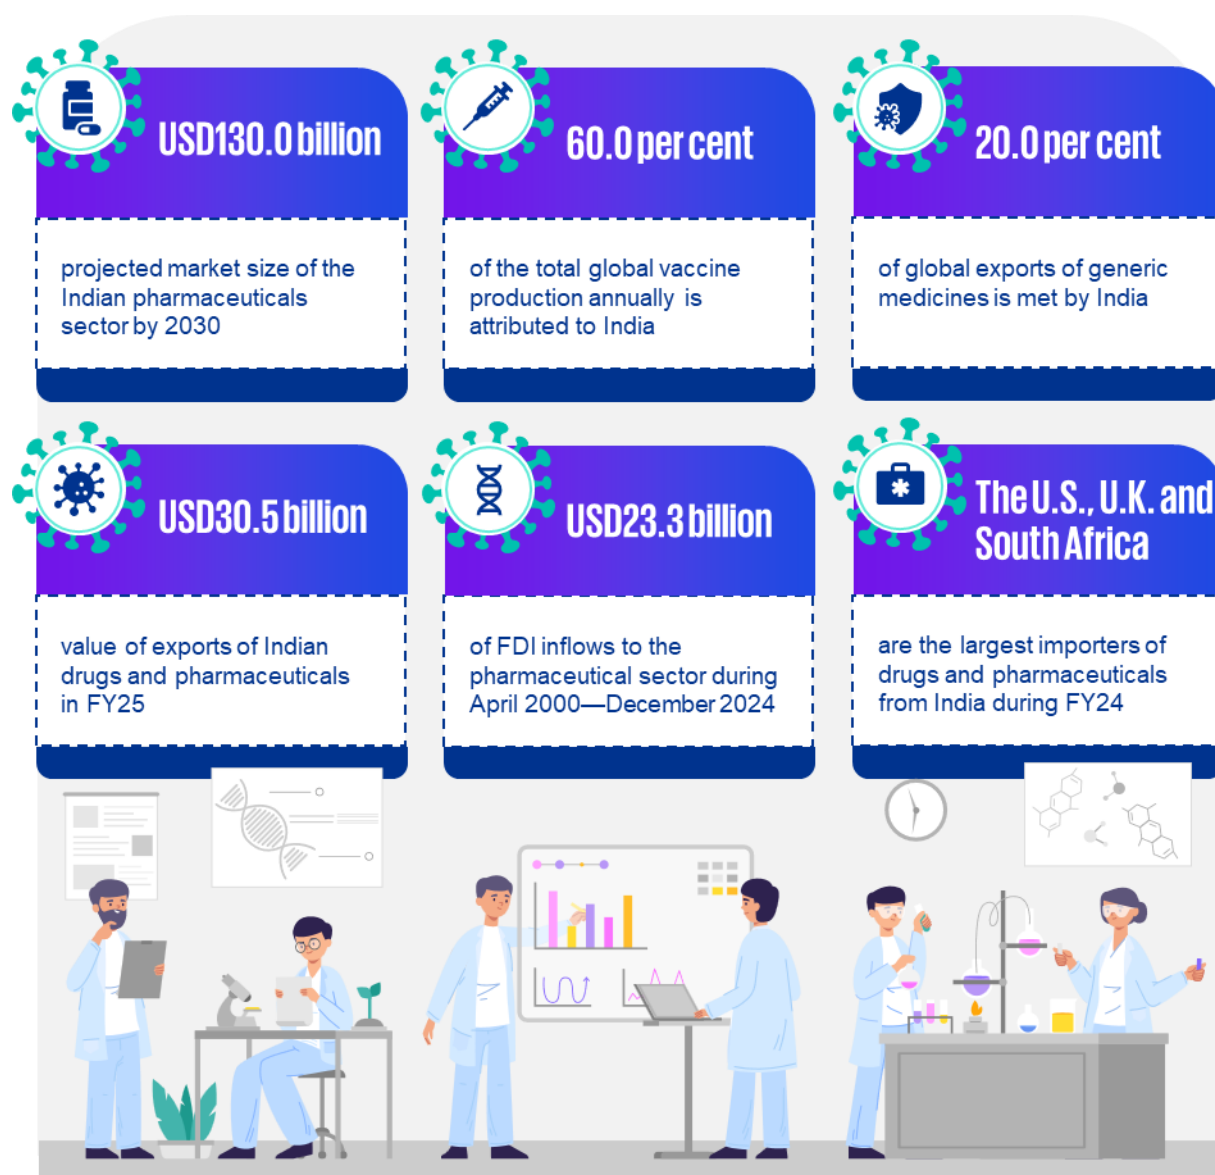 USD130.0 billion
projected market size of the
Indian pharmaceuticals
sector by 2030
60.0 per cent
of the total global vaccine
production annually is
attributed to India
20.0 per cent
of global exports of generic
medicines is met by India
USD30.5 billion
value of exports of Indian
drugs and pharmaceuticals
in FY25
USD23.3 billion
of FDI inflows to the
pharmaceutical sector during
April 2000—December 2024
The U.S., U.K. and
South Africa
are the largest importers of
drugs and pharmaceuticals
from India during FY24